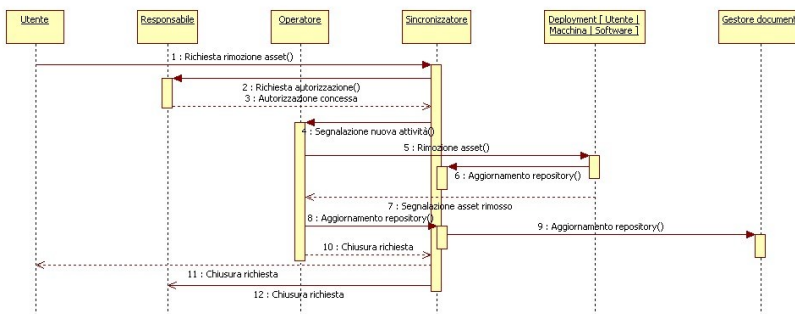 Utente
Responsabile
Operatore
Sincronizzatore
Deployment [ Utente |
Macchina | Software ]
Gestore document
1 : Richiesta rimozione asset()
2 : Richiesta autorizzazione()
3 : Autorizzazione concessa
4 : Segnalazione nuova attività()
5 : Rimozione asset()
6 : Aggiornamento repository()
7 : Segnalazione asset rimosso
8 : Aggiornamento repository()
9 : Aggiornamento repository()
10 : Chiusura richiesta
11 : Chiusura richiesta
12 : Chiusura richiesta